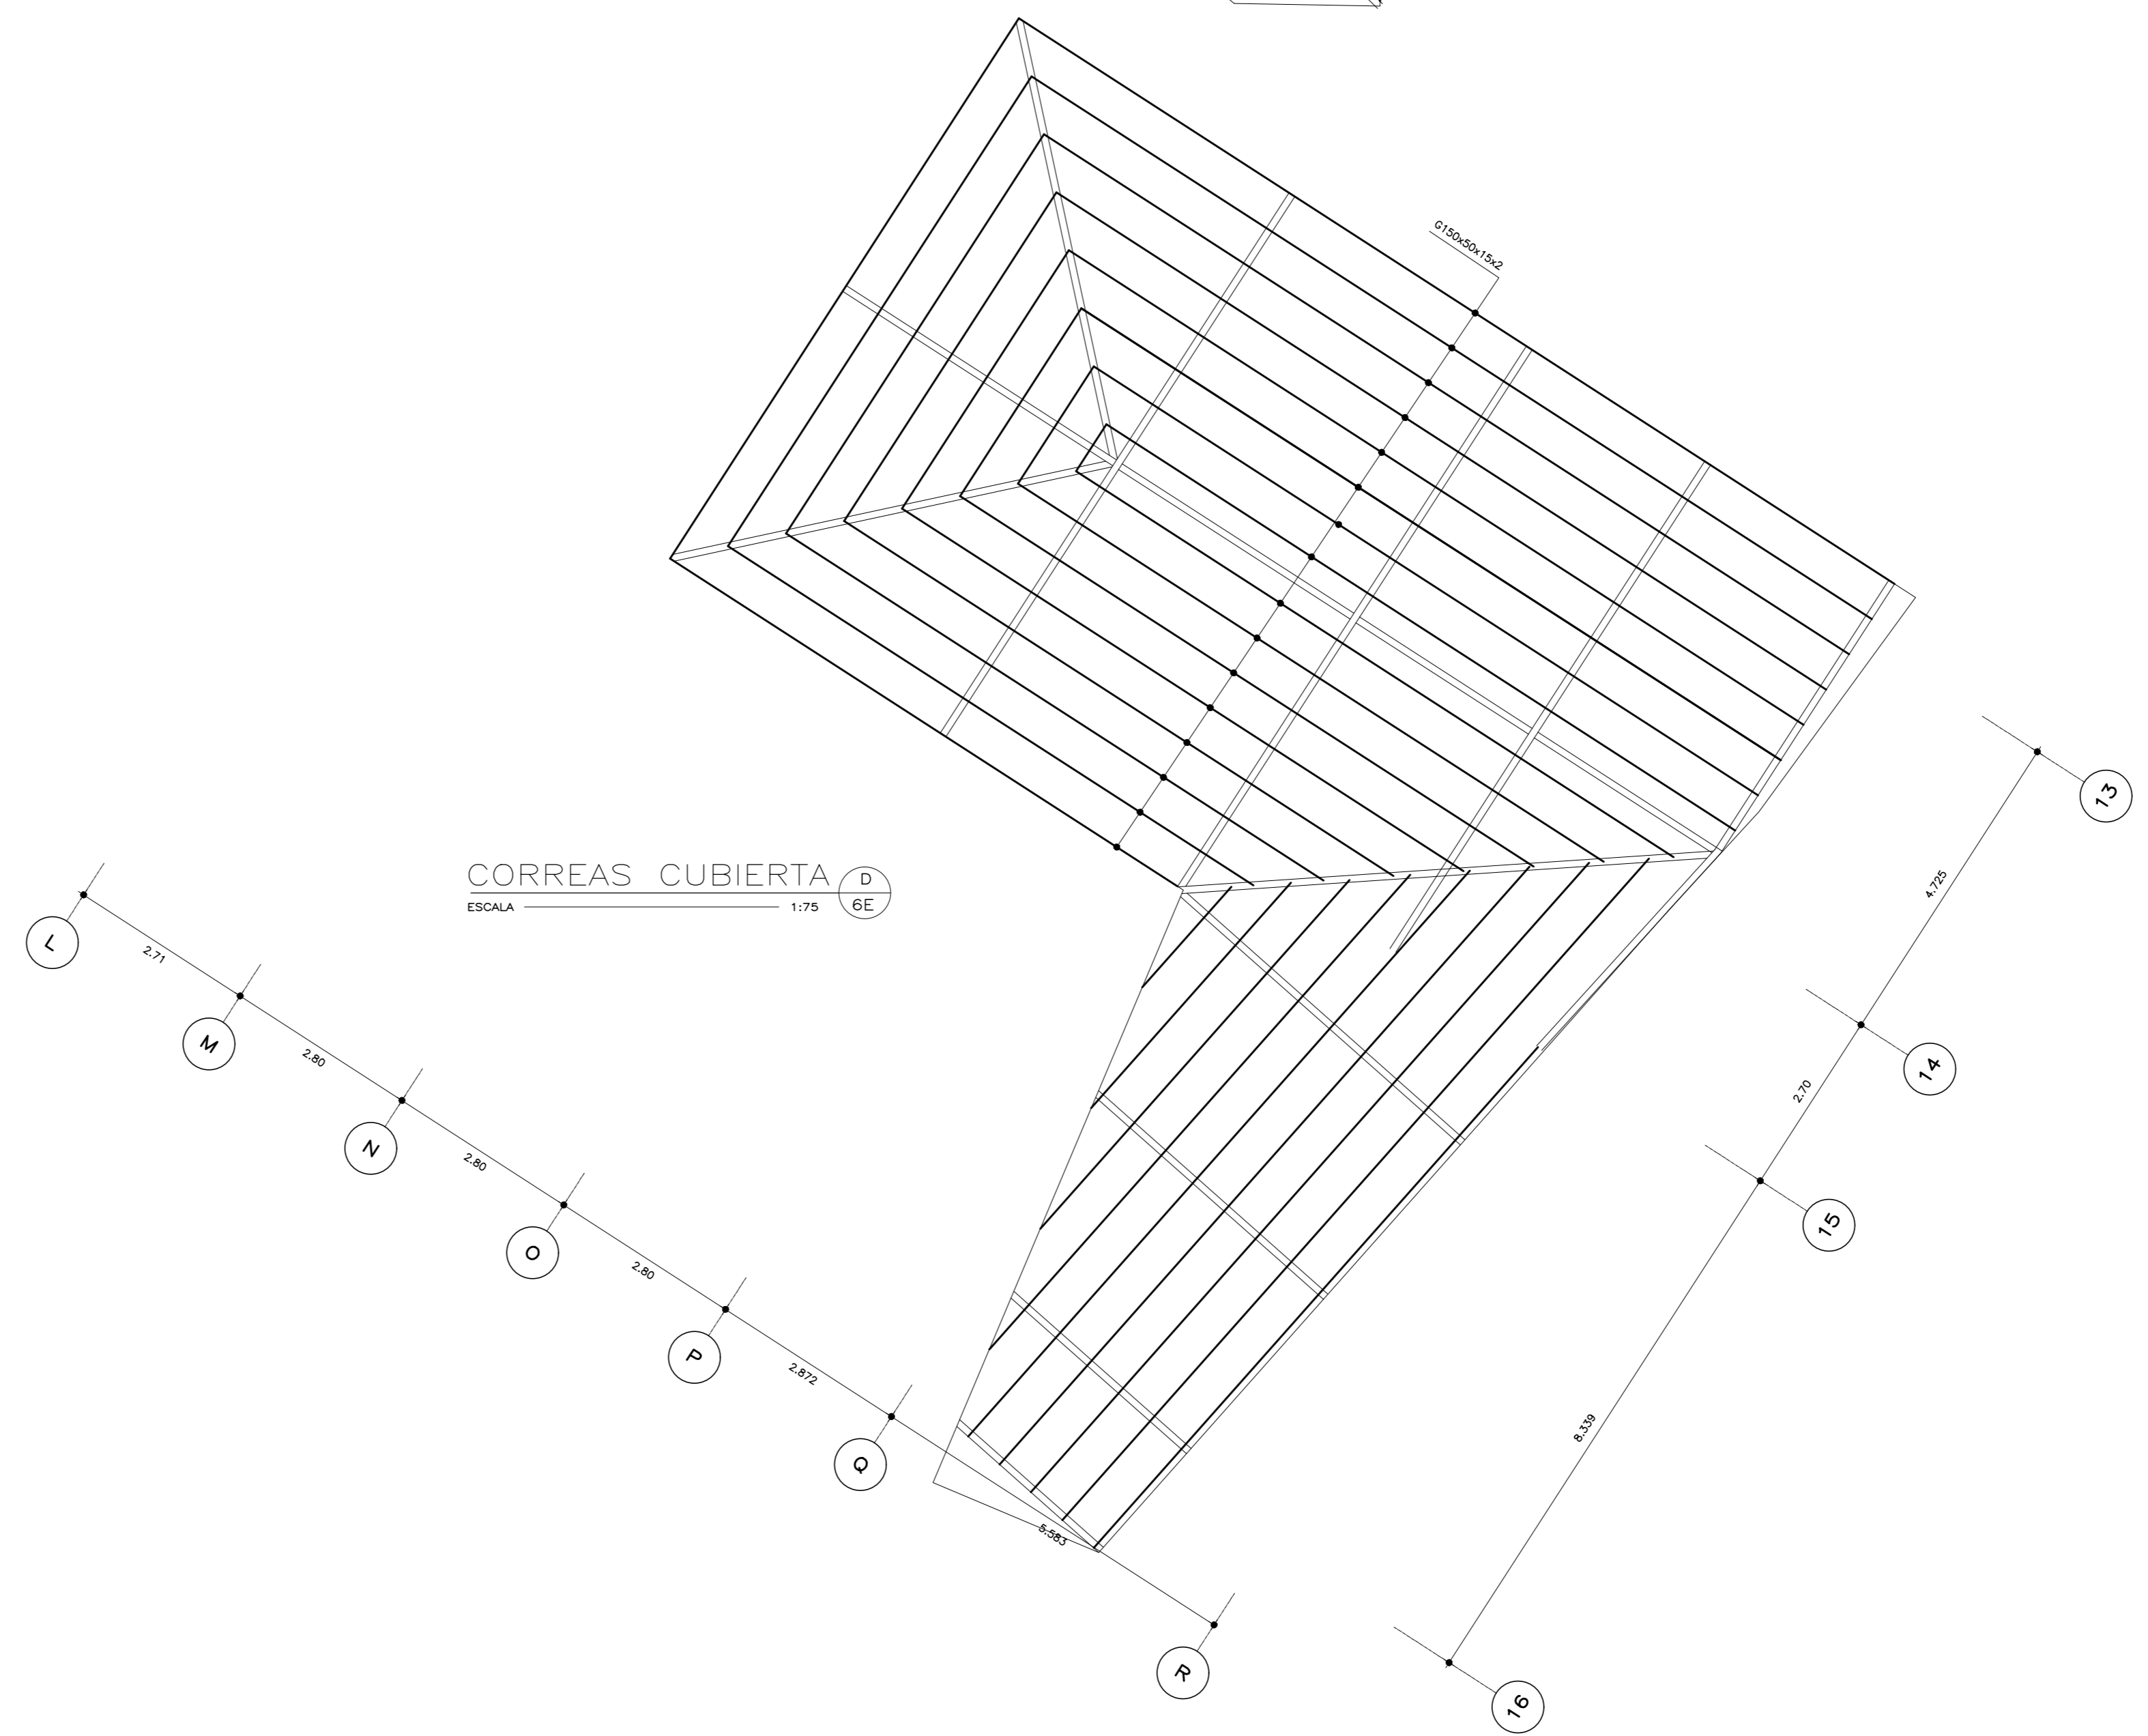 G150x50x15x2
CORREAS CUBIERTA
D
6E
ESCALA 1:75
L
2.71
M
2.80
N
2.80
O
2.80
P
2.872
Q
5.583
R
13
4.725
14
2.70
15
8.339
16